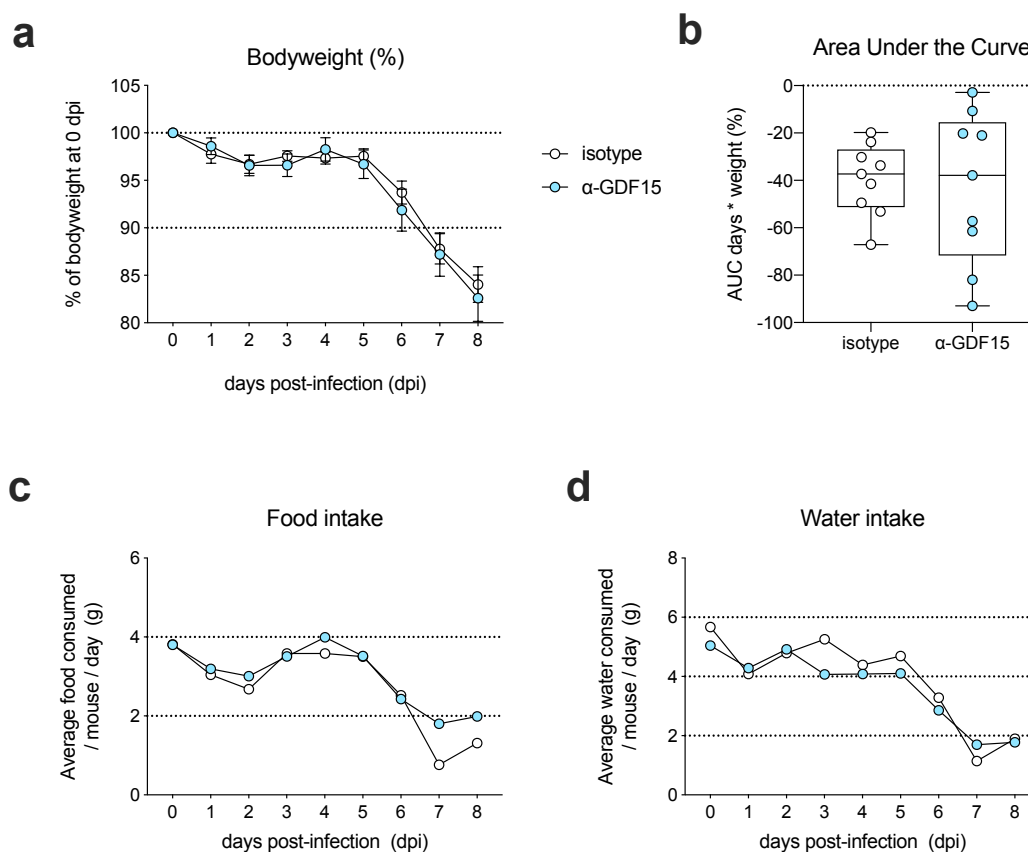 a
Bodyweight (%)
105
100
95
90
85
80
% of bodyweight at 0 dpi
0 1 2 3 4 5 6 7 8
days post-infection (dpi)
isotype
α-GDF15
b
Area Under the Curve
0
-20
-40
-60
-80
-100
AUC days * weight (%)
isotype α-GDF15
c
Food intake
6
4
2
0
Average food consumed
/ mouse / day (g)
0 1 2 3 4 5 6 7 8
days post-infection (dpi)
d
Water intake
8
6
4
2
0
Average water consumed
/ mouse / day (g)
0 1 2 3 4 5 6 7 8
days post-infection (dpi)